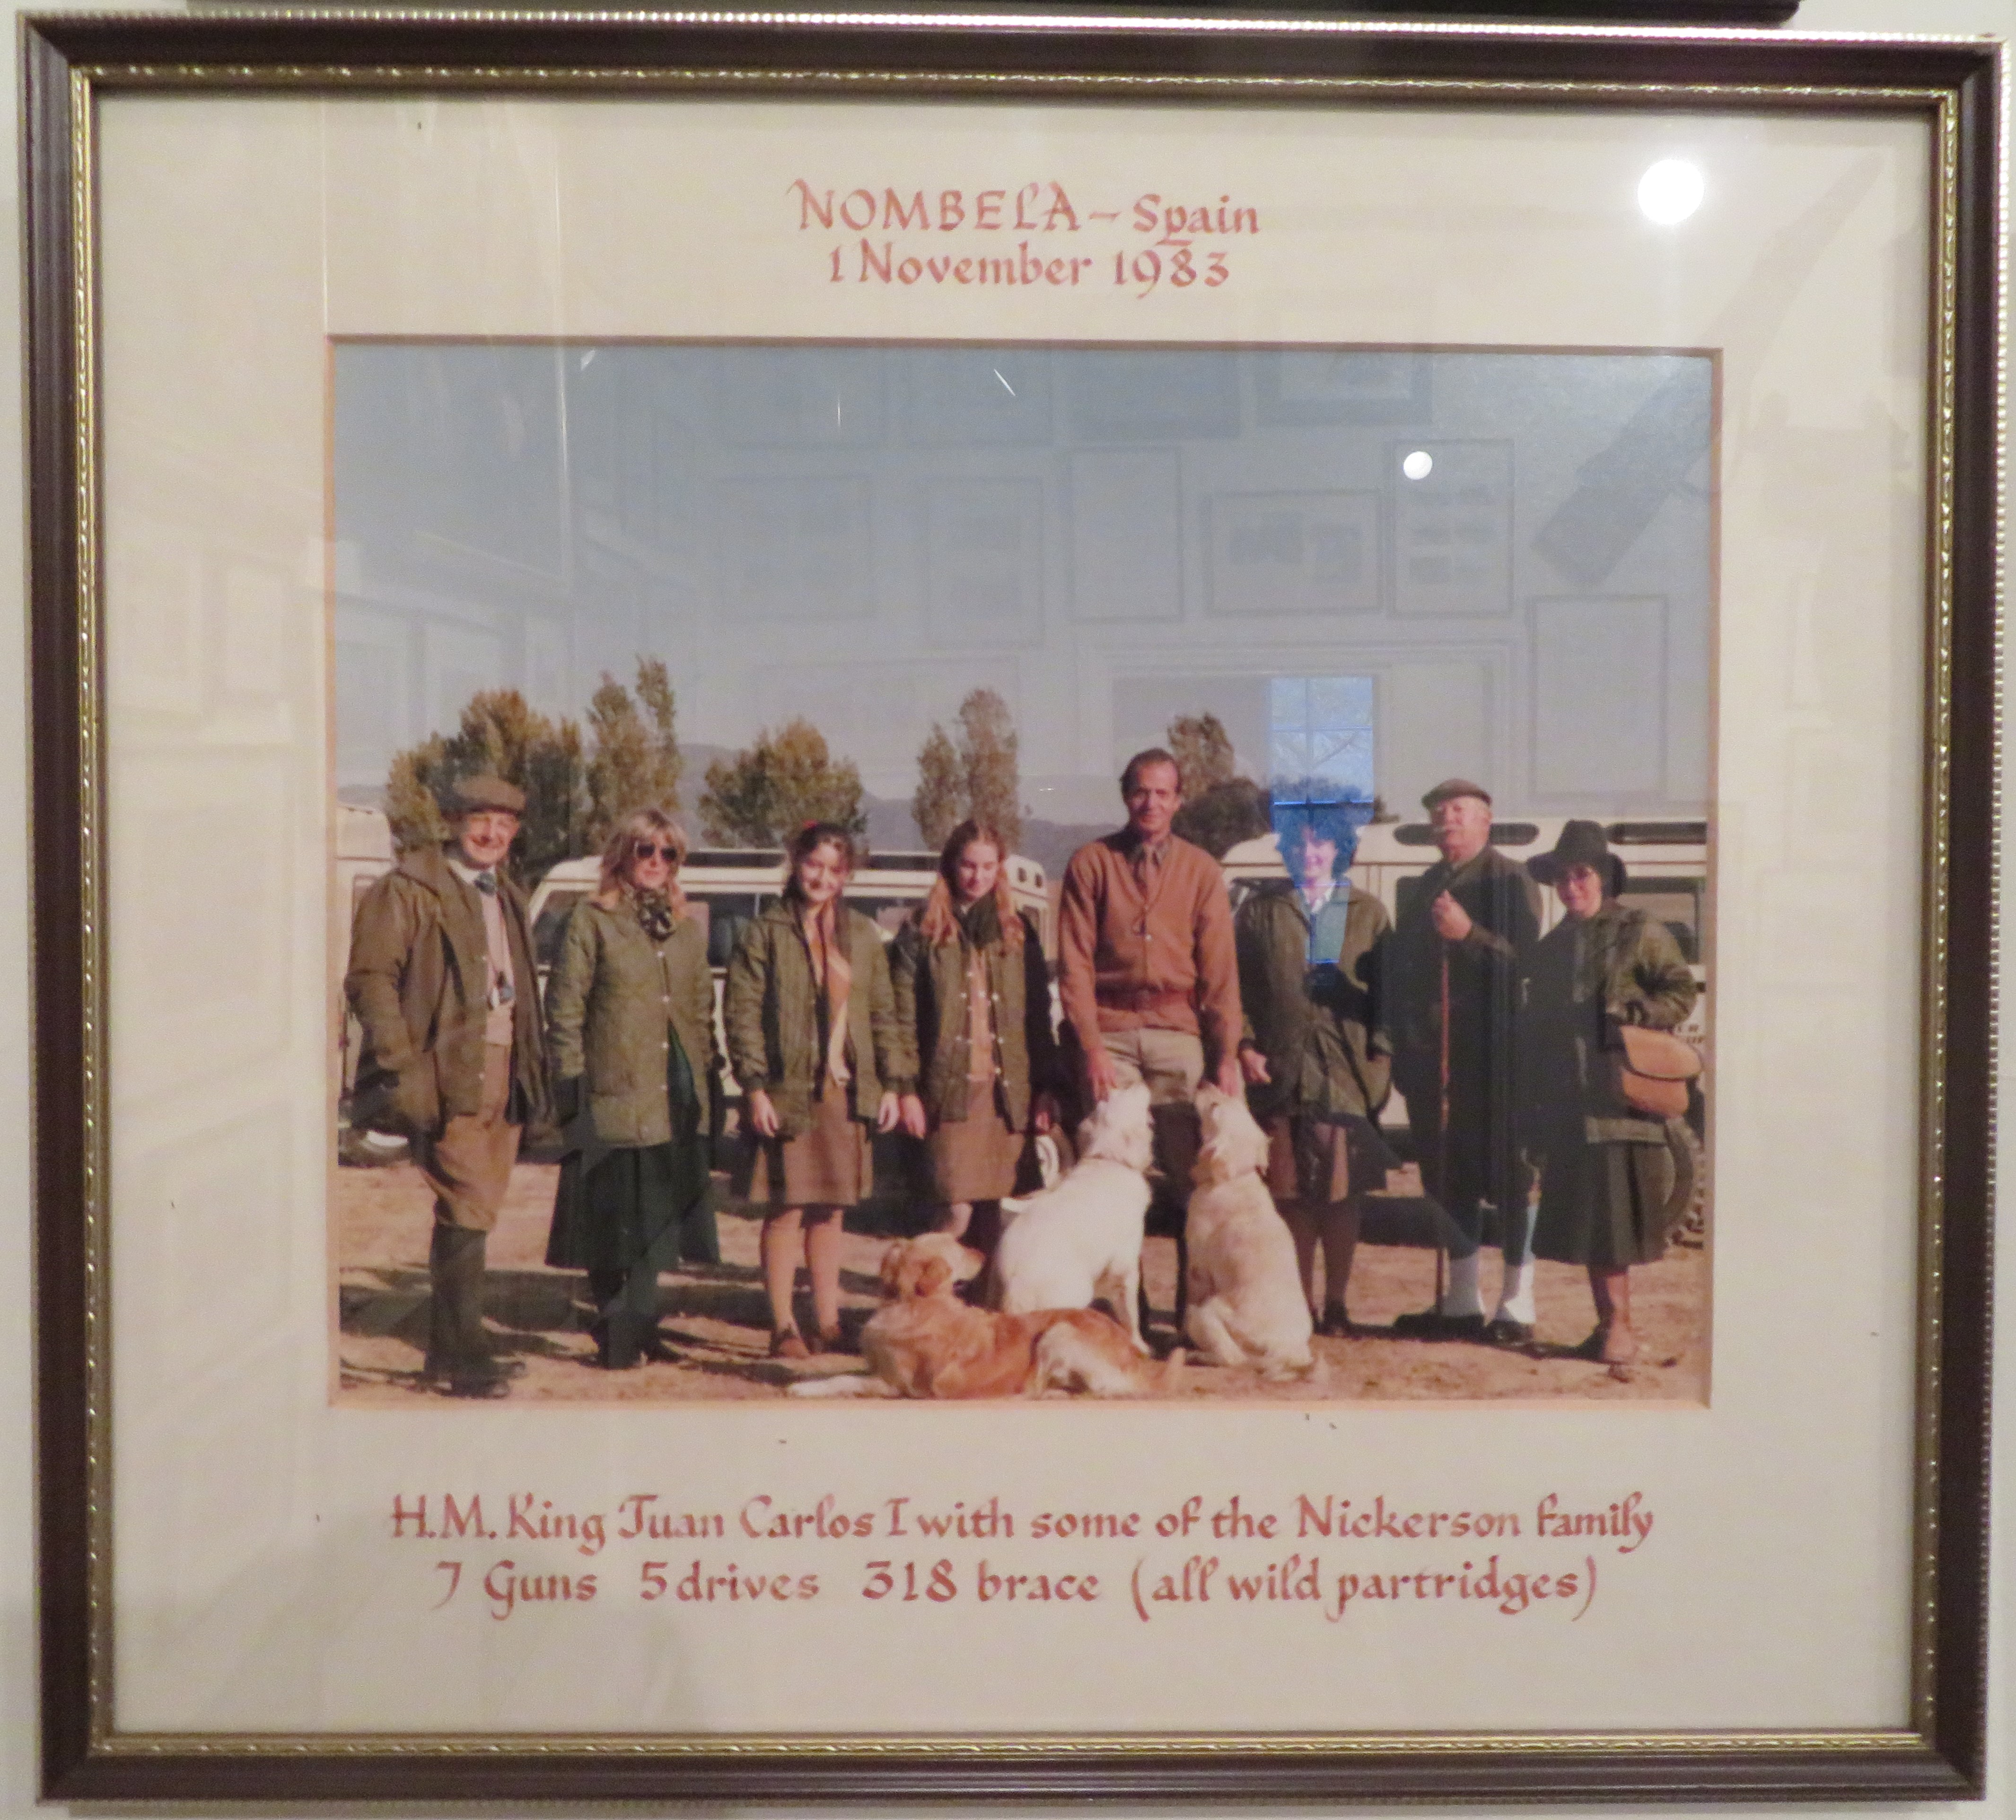 NOMBELA – Spain
1 November 1983
H.M. King Juan Carlos I with some of the Nickerson family
7 Guns 5 drives 318 brace (all wild partridges)